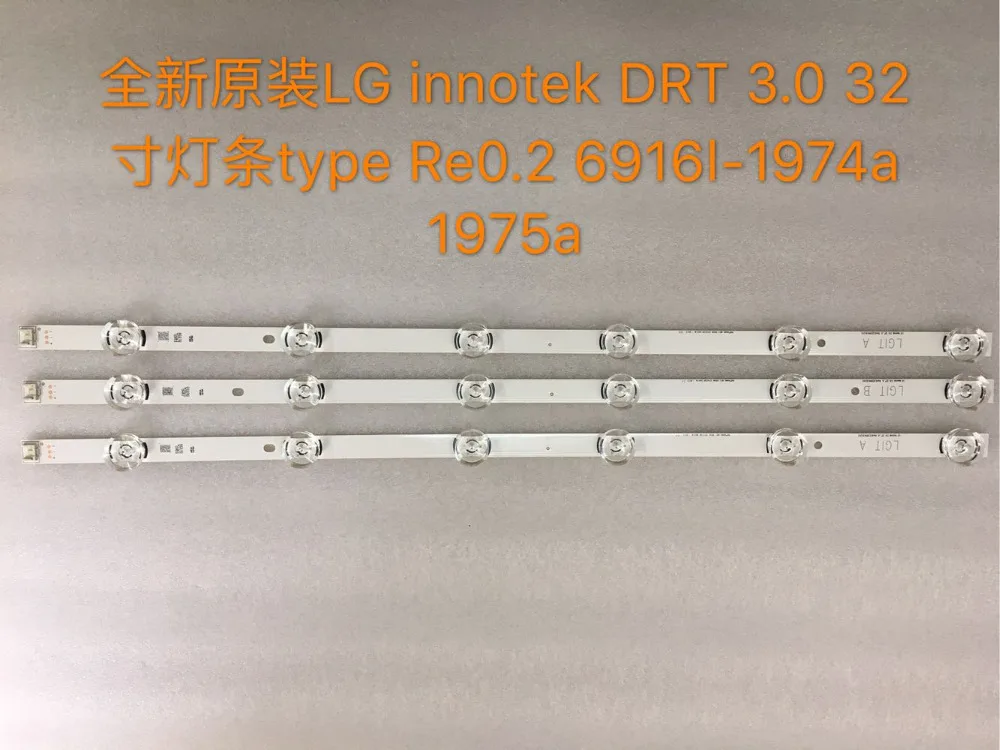 全新原装LG innotek DRT 3.0 32
寸灯条type Re0.2 6916l-1974a
1975a
LGIT A
LGIT B
LGIT A